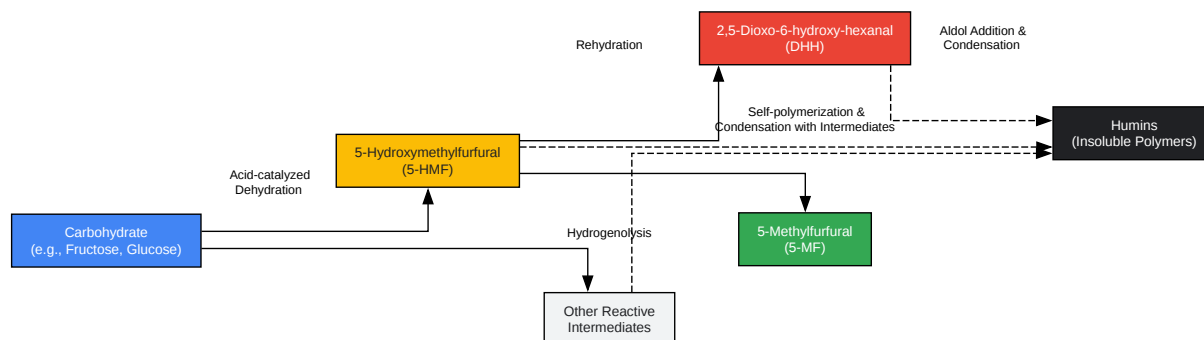 2,5-Dioxo-6-hydroxy-hexanal
(DHH)
Rehydration
Aldol Addition &
Condensation
Self-polymerization &
Condensation with Intermediates
Humins
(Insoluble Polymers)
5-Hydroxymethylfurfural
(5-HMF)
Acid-catalyzed
Dehydration
Carbohydrate
(e.g., Fructose, Glucose)
Hydrogenolysis
5-Methylfurfural
(5-MF)
Other Reactive
Intermediates